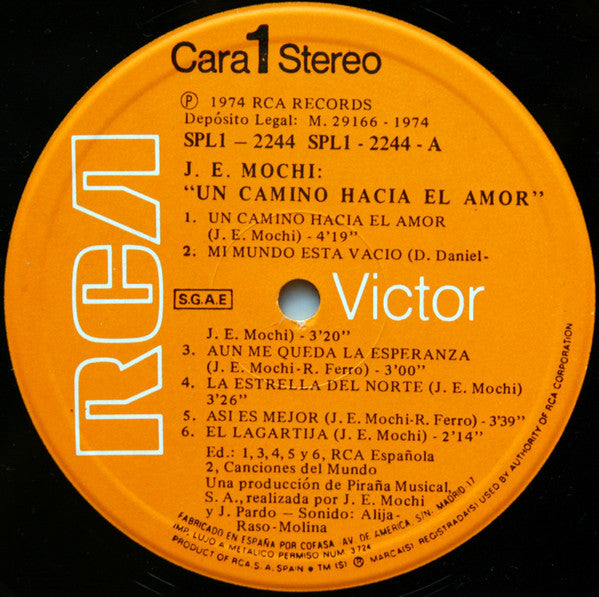 Cara 1 Stereo
Ⓟ 1974 RCA RECORDS
Depósito Legal: M. 29166 - 1974
SPL1 - 2244 SPL1 - 2244 - A
J. E. MOCHI:
"UN CAMINO HACIA EL AMOR"
1. UN CAMINO HACIA EL AMOR
(J. E. Mochi) - 4'19"
2. MI MUNDO ESTA VACIO (D. Daniel-
S.G.A.E
RCA Victor
J. E. Mochi) - 3'20"
3. AUN ME QUEDA LA ESPERANZA
(J. E. Mochi-R. Ferro) - 3'00"
4. LA ESTRELLA DEL NORTE (J. E. Mochi)
3'26"
5. ASI ES MEJOR (J. E. Mochi-R. Ferro) - 3'39"
6. EL LAGARTIJA (J. E. Mochi) - 2'14"
Ed.: 1, 3, 4, 5 y 6, RCA Española
2, Canciones del Mundo
Una producción de Piraña Musical,
S. A., realizada por J. E. Mochi
y J. Pardo - Sonido: Alija-
Raso-Molina
FABRICADO EN ESPAÑA POR COFASA. AV. DE AMERICA, S/N: MADRID 17
IMP. LUJO A METALICO PERMISO NUM. 3724
PRODUCT OF RCA S. A. SPAIN • TM (S) ® MARCA(S) REGISTRADA(S) USED BY AUTHORITY OF RCA CORPORATION